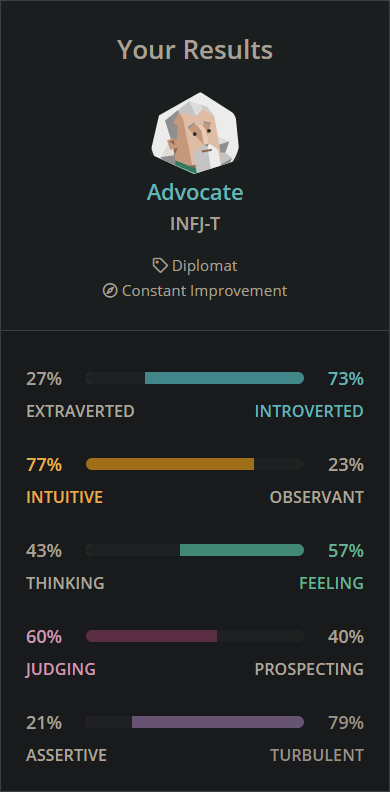 Your Results
Advocate
INFJ-T
Diplomat
Constant Improvement
27% 73%
EXTRAVERTED INTROVERTED
77% 23%
INTUITIVE OBSERVANT
43% 57%
THINKING FEELING
60% 40%
JUDGING PROSPECTING
21% 79%
ASSERTIVE TURBULENT